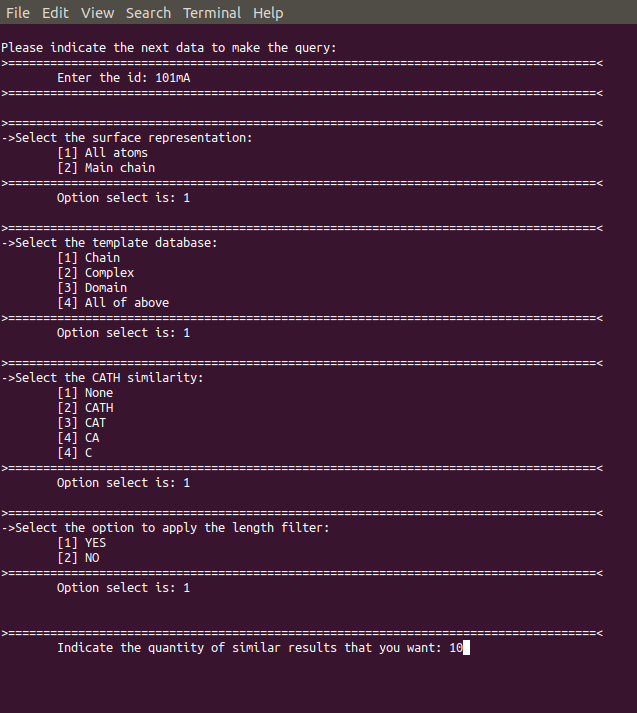 File Edit View Search Terminal Help
Please indicate the next data to make the query:
>====================================================================================<
Enter the id: 101mA
>====================================================================================<
>====================================================================================<
->Select the surface representation:
[1] All atoms
[2] Main chain
>====================================================================================<
Option select is: 1
>====================================================================================<
->Select the template database:
[1] Chain
[2] Complex
[3] Domain
[4] All of above
>====================================================================================<
Option select is: 1
>====================================================================================<
->Select the CATH similarity:
[1] None
[2] CATH
[3] CAT
[4] CA
[4] C
>====================================================================================<
Option select is: 1
>====================================================================================<
->Select the option to apply the length filter:
[1] YES
[2] NO
>====================================================================================<
Option select is: 1
>====================================================================================<
Indicate the quantity of similar results that you want: 10